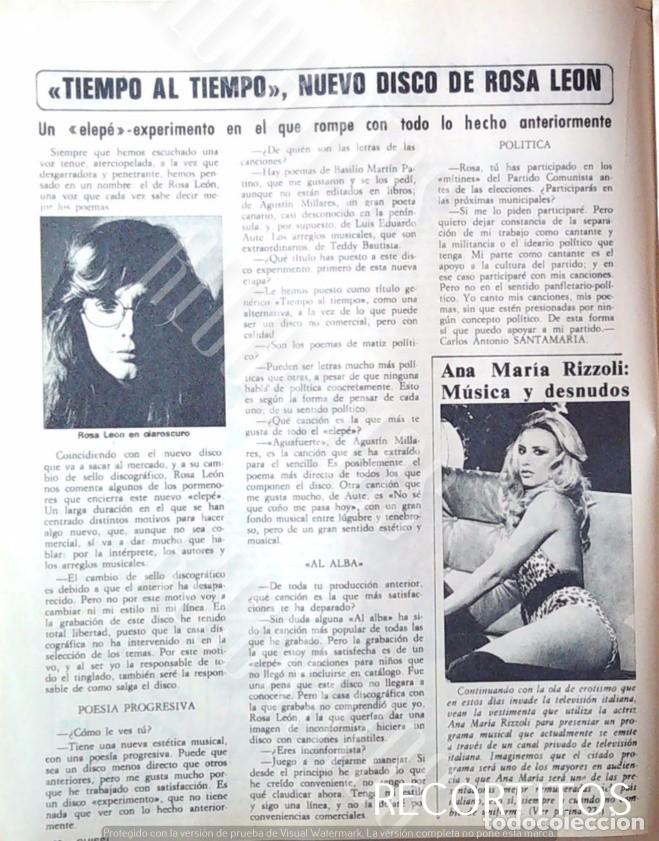 «TIEMPO AL TIEMPO», NUEVO DISCO DE ROSA LEON
Un «elepé»-experimento en el que rompe con todo lo hecho anteriormente
Siempre que hemos escuchado una
voz tenue, aterciopelada, a la vez que
desgarradora y penetrante, hemos pen-
sado en un nombre: el de Rosa León,
una voz que cada vez sabe decir me-
jor los poemas
Rosa Leon en claroscuro
Coincidiendo con el nuevo disco
que va a sacar al mercado, y a su cam-
bio de sello discográfico, Rosa León
nos comenta algunos de los pormeno-
res que encierra este nuevo «elepé».
Un larga duración en el que se han
centrado distintos motivos para hacer
algo nuevo, que, aunque no sea co-
mercial, sí va a dar mucho que ha-
blar: por la intérprete, los autores y
los arreglos musicales.
—El cambio de sello discográfico
es debido a que el anterior ha desapa-
recido. Pero no por este motivo voy a
cambiar ni mi estilo ni mi línea. En
la grabación de este disco he tenido
total libertad, puesto que la casa dis-
cográfica no ha intervenido ni en la
selección de los temas. Por este moti-
vo, y al ser yo la responsable de to-
do el tinglado, también seré la respon-
sable de como salga el disco.
POESIA PROGRESIVA
—¿Cómo le ves tú?
—Tiene una nueva estética musical,
con una poesía progresiva. Puede que
sea un disco menos directo que otros
anteriores, pero me gusta mucho por-
que he trabajado con satisfacción. Es
un disco «experimento», que no tiene
nada que ver con lo hecho anterior-
mente.
—¿De quién son las letras de las
canciones?
—Hay poemas de Basilio Martín Pa-
tino, que me gustaron y se los pedí,
aunque no están editados en libros;
de Agustín Millares, un gran poeta
canario, casi desconocido en la penín-
sula, y por supuesto, de Luis Eduardo
Aute. Los arreglos musicales, que son
extraordinarios, de Teddy Bautista.
—¿Qué título has puesto a este dis-
co experimento, primero de esta nueva
etapa?
—Le hemos puesto como título ge-
nérico «Tiempo al tiempo», como una
alternativa, a la vez de lo que puede
ser un disco no comercial, pero con
calidad
—¿Son los poemas de matiz políti-
co?
—Pueden ser letras mucho más polí-
ticas que otras, a pesar de que ninguna
habla de política concretamente. Esto
es según la forma de pensar de cada
uno; de su sentido político.
—¿Qué canción es la que más te
gusta de todo el «elepé»?
—«Aguafuerte», de Agustín Milla-
res, es la canción que se ha extraído
para el sencillo Es posiblemente, el
poema más directo de todos los que
componen el disco. Otra canción que
me gusta mucho, de Aute, es «No sé
qué coño me pasa hoy», con un gran
fondo musical entre lúgubre y tenebro-
so, pero de un gran sentido estético y
musical.
«AL ALBA»
—De toda tu producción anterior,
¿qué canción es la que más satisfac-
ciones te ha deparado?
—Sin duda alguna «Al alba» ha si-
do la canción más popular de todas las
que he grabado. Pero la grabación de
la que estoy más satisfecha es de un
«elepé» con canciones para niños que
no llegó ni a incluirse en catálogo. Fue
una pena que este disco no llegara a
conocerse. Pero la casa discográfica con
la que grababa no comprendió que yo,
Rosa León, a la que querían dar una
imagen de inconformista, hiciera un
disco con canciones infantiles.
—¿Eres inconformista?
—Juego a no dejarme manejar. Si
desde el principio he grabado lo que
he creído conveniente, no tengo por
qué claudicar ahora. Tengo un estilo
y sigo una línea, y no la varié por
conveniencias comerciales.
POLITICA
—Rosa, tú has participado en los
«mítines» del Partido Comunista an-
tes de las elecciones. ¿Participarás en
las próximas municipales?
—Si me lo piden participaré. Pero
quiero dejar constancia de la separa-
ción de mi trabajo como cantante y
la militancia o el ideario político que
tenga. Mi parte como cantante es el
apoyo a la cultura del partido; y en
ese caso participaré con mis canciones.
Pero no en el sentido panfletario-polí-
tico. Yo canto mis canciones, mis poe-
mas, sin que estén presionadas por nin-
gún concepto político. De esta forma
sí que puedo apoyar a mi partido.—
Carlos Antonio SANTAMARIA.
Ana María Rizzoli:
Música y desnudos
Continuando con la ola de erotismo que
en estos días invade la televisión italiana,
vean la vestimenta que utiliza la actriz
Ana María Rizzoli para presentar un pro-
grama musical que actualmente se emite
a través de un canal privado de televisión
italiana. Imaginemos que el citado pro-
grama será uno de los mayores en audien-
cia y que Ana María será una de las pre-
RECORTILLOS
todocoleccion
Protegido con la versión de prueba de Visual Watermark. La versión completa no pone esta marca.